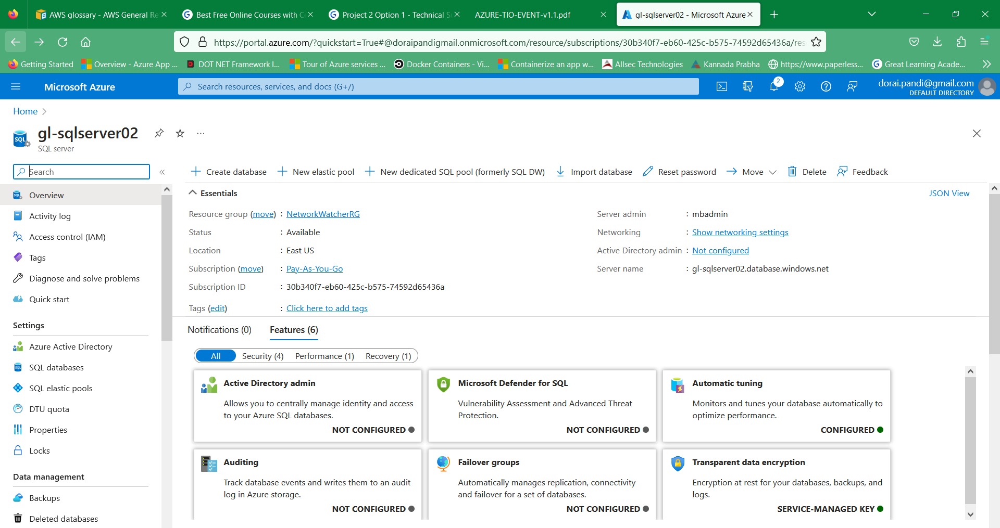 AWS glossary - AWS General Re
Best Free Online Courses with Ce
Project 2 Option 1 - Technical S
AZURE-TIO-EVENT-v1.1.pdf
gl-sqlserver02 - Microsoft Azure
https://portal.azure.com/?quickstart=True#@doraipandigmail.onmicrosoft.com/resource/subscriptions/30b340f7-eb60-425c-b575-74592d65436a/res
Getting Started
Overview - Azure App ...
DOT NET Framework I...
Tour of Azure services ...
Docker Containers - Vi...
Containerize an app w...
Allsec Technologies
Kannada Prabha
https://www.paperless...
Great Learning Acade...
Microsoft Azure
Search resources, services, and docs (G+/)
2
dorai.pandi@gmail.com
DEFAULT DIRECTORY
Home
SQL
gl-sqlserver02
SQL server
Search
Create database
New elastic pool
New dedicated SQL pool (formerly SQL DW)
Import database
Reset password
Move
Delete
Feedback
Overview
Activity log
Access control (IAM)
Tags
Diagnose and solve problems
Quick start
Settings
Azure Active Directory
SQL databases
SQL elastic pools
DTU quota
Properties
Locks
Data management
Backups
Deleted databases
Essentials
JSON View
Resource group (move) : NetworkWatcherRG
Status : Available
Location : East US
Subscription (move) : Pay-As-You-Go
Subscription ID : 30b340f7-eb60-425c-b575-74592d65436a
Tags (edit) : Click here to add tags
Server admin : mbadmin
Networking : Show networking settings
Active Directory admin : Not configured
Server name : gl-sqlserver02.database.windows.net
Notifications (0)
Features (6)
All
Security (4)
Performance (1)
Recovery (1)
Active Directory admin
Allows you to centrally manage identity and access
to your Azure SQL databases.
NOT CONFIGURED
Microsoft Defender for SQL
Vulnerability Assessment and Advanced Threat
Protection.
NOT CONFIGURED
Automatic tuning
Monitors and tunes your database automatically to
optimize performance.
CONFIGURED
Auditing
Track database events and writes them to an audit
log in Azure storage.
NOT CONFIGURED
Failover groups
Automatically manages replication, connectivity
and failover for a set of databases.
NOT CONFIGURED
Transparent data encryption
Encryption at rest for your databases, backups, and
logs.
SERVICE-MANAGED KEY